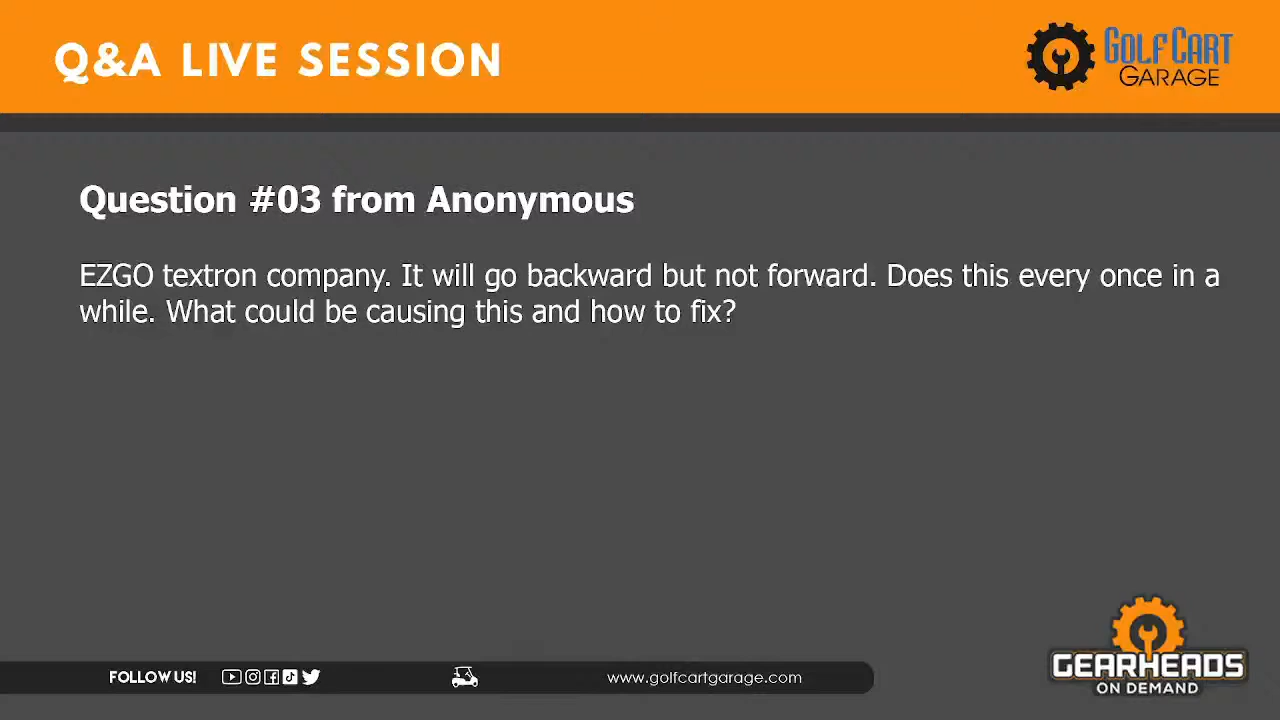 Q&A LIVE SESSION
GOLF CART
GARAGE
Question #03 from Anonymous
EZGO textron company. It will go backward but not forward. Does this every once in a
while. What could be causing this and how to fix?
FOLLOW US!
www.golfcartgarage.com
GEARHEADS
ON DEMAND